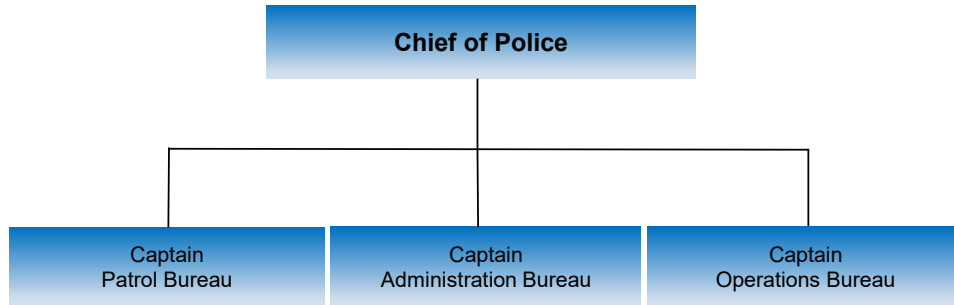 Chief of Police
Captain
Patrol Bureau
Captain
Administration Bureau
Captain
Operations Bureau